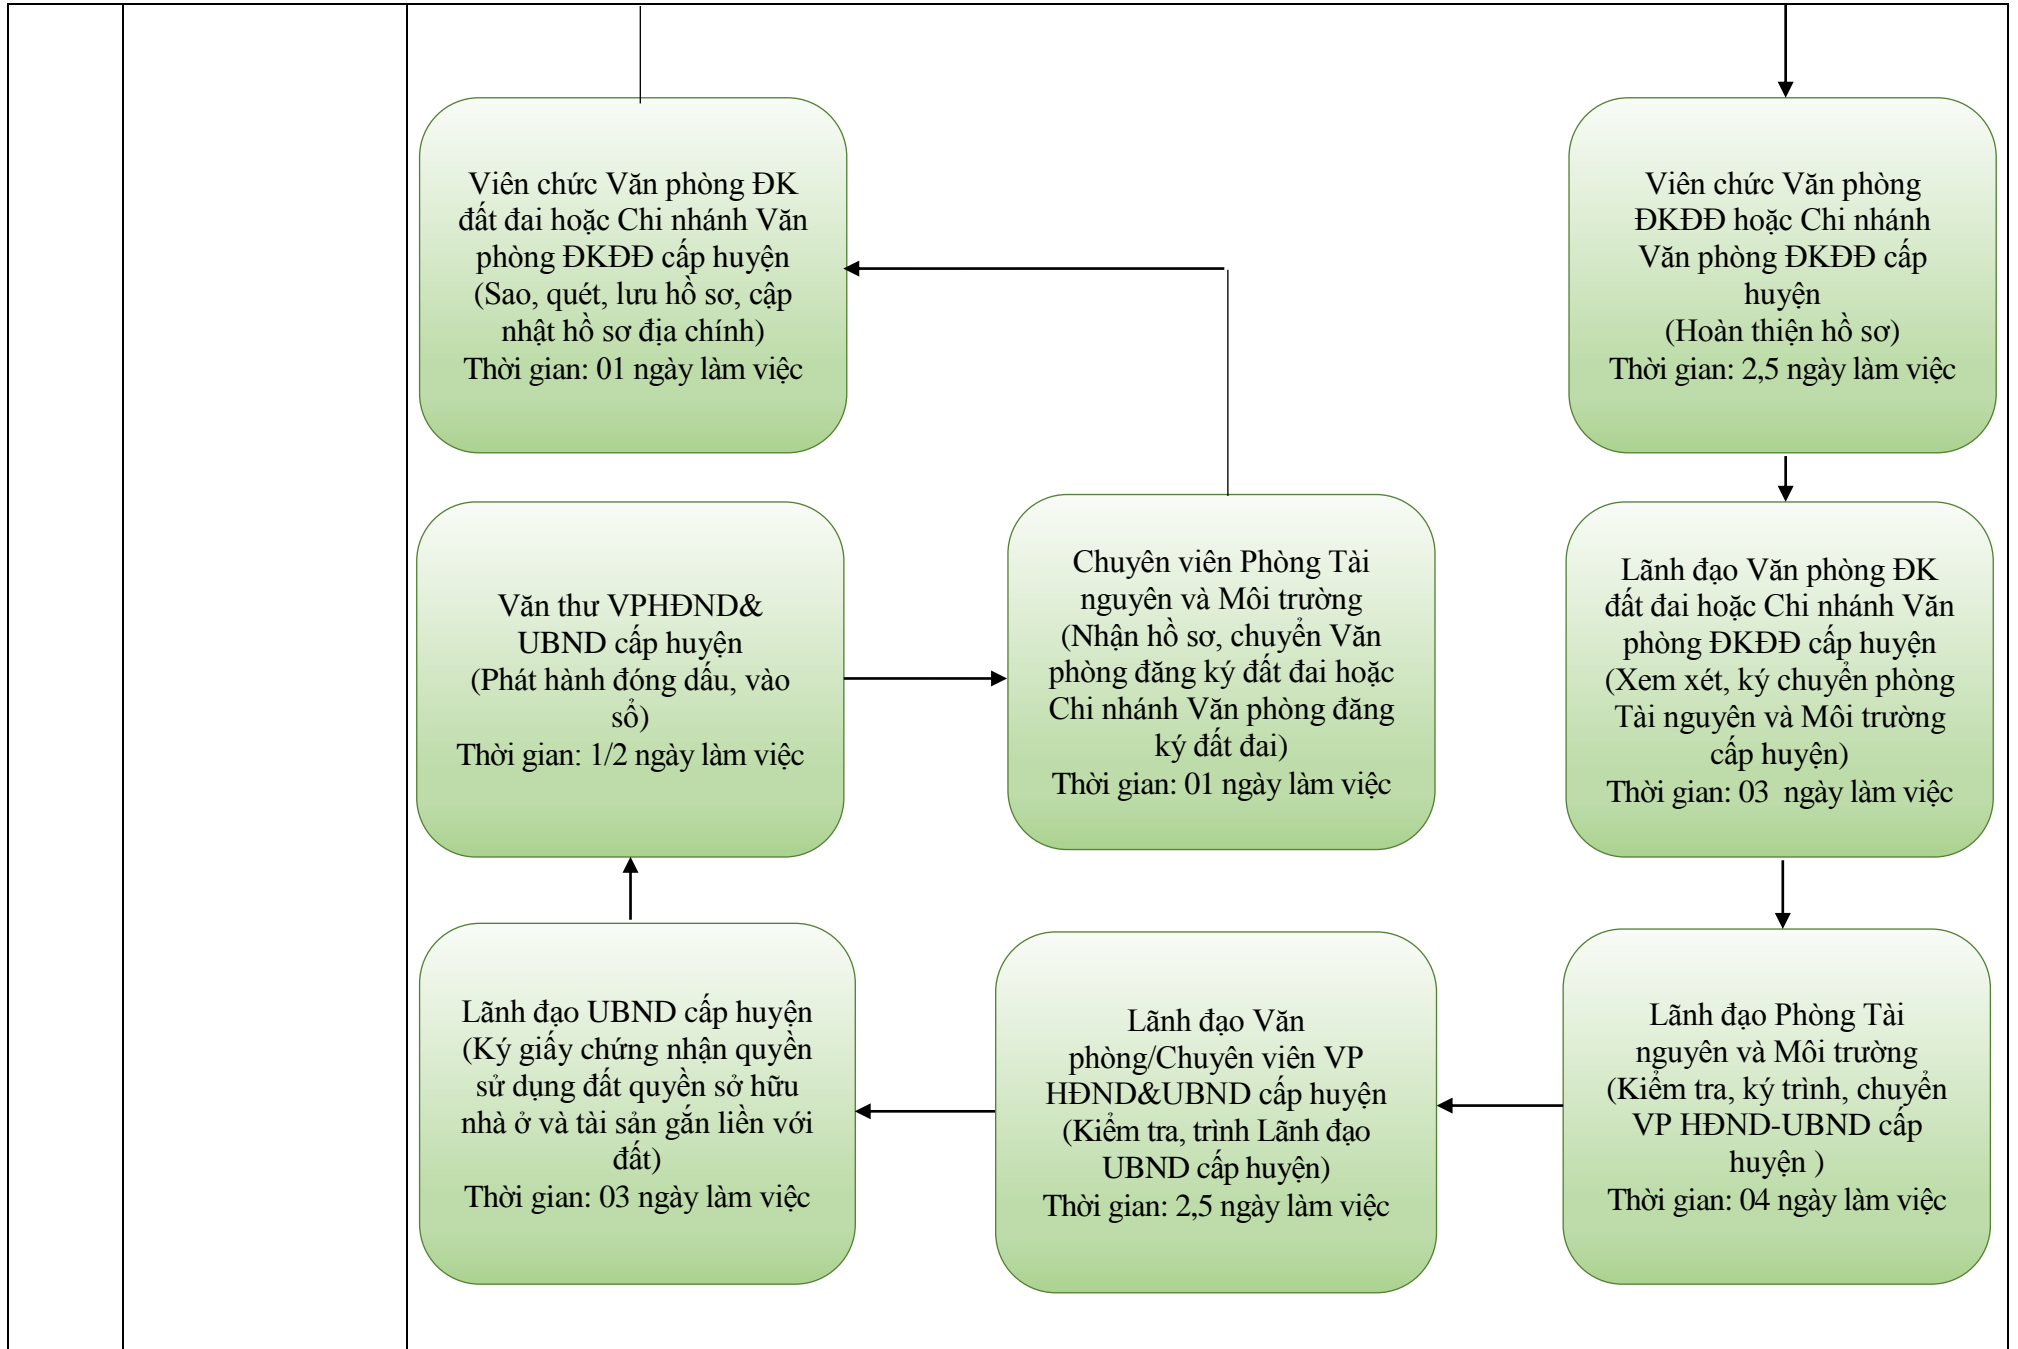 Viên chức Văn phòng ĐK
đất đai hoặc Chi nhánh Văn
phòng ĐKĐĐ cấp huyện
(Sao, quét, lưu hồ sơ, cập
nhật hồ sơ địa chính)
Thời gian: 01 ngày làm việc
Viên chức Văn phòng
ĐKĐĐ hoặc Chi nhánh
Văn phòng ĐKĐĐ cấp
huyện
(Hoàn thiện hồ sơ)
Thời gian: 2,5 ngày làm việc
Văn thư VPHĐND&
UBND cấp huyện
(Phát hành đóng dấu, vào
sổ)
Thời gian: 1/2 ngày làm việc
Chuyên viên Phòng Tài
nguyên và Môi trường
(Nhận hồ sơ, chuyển Văn
phòng đăng ký đất đai hoặc
Chi nhánh Văn phòng đăng
ký đất đai)
Thời gian: 01 ngày làm việc
Lãnh đạo Văn phòng ĐK
đất đai hoặc Chi nhánh Văn
phòng ĐKĐĐ cấp huyện
(Xem xét, ký chuyển phòng
Tài nguyên và Môi trường
cấp huyện)
Thời gian: 03  ngày làm việc
Lãnh đạo UBND cấp huyện
(Ký giấy chứng nhận quyền
sử dụng đất quyền sở hữu
nhà ở và tài sản gắn liền với
đất)
Thời gian: 03 ngày làm việc
Lãnh đạo Văn
phòng/Chuyên viên VP
HĐND&UBND cấp huyện
(Kiểm tra, trình Lãnh đạo
UBND cấp huyện)
Thời gian: 2,5 ngày làm việc
Lãnh đạo Phòng Tài
nguyên và Môi trường
(Kiểm tra, ký trình, chuyển
VP HĐND-UBND cấp
huyện )
Thời gian: 04 ngày làm việc